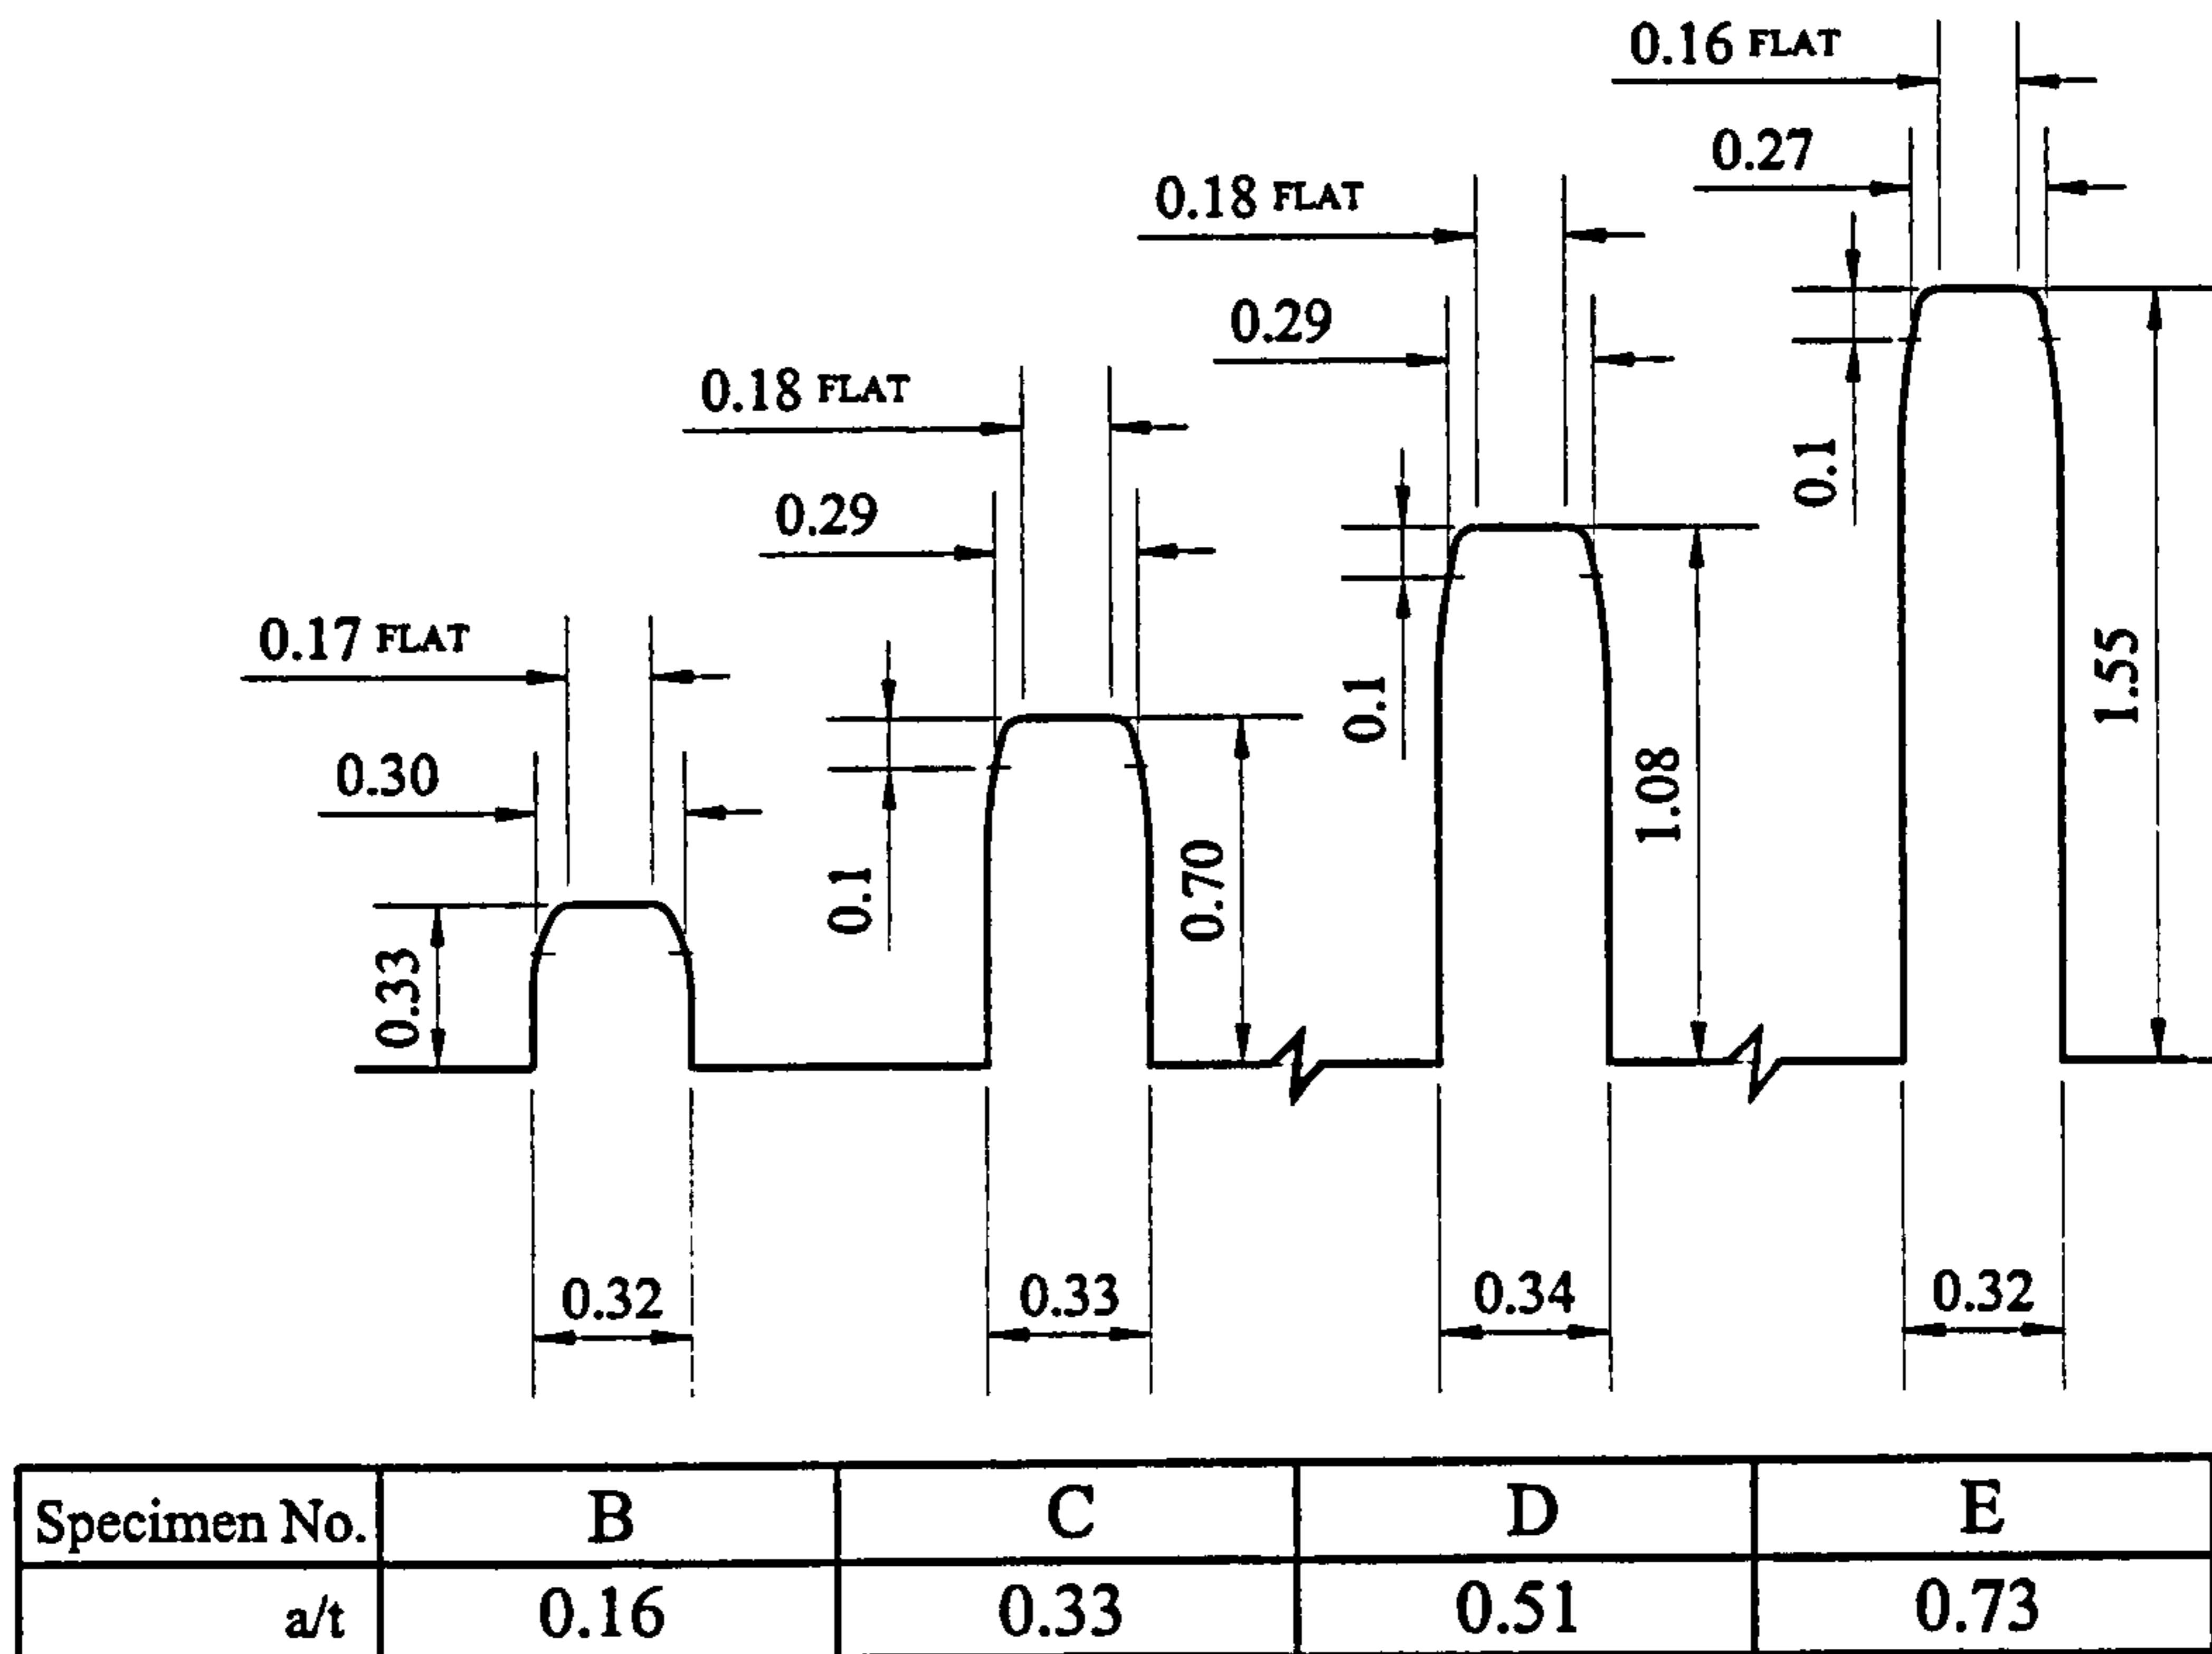 0.16 FLAT
0.27
0.18 FLAT
0.29
0.18 FLAT
0.29
0.17 FLAT
0.30
0.1
0.1
0.1
1.55
1.08
0.70
0.33
0.32
0.33
0.34
0.32
Specimen No. B C D E
a/t 0.16 0.33 0.51 0.73